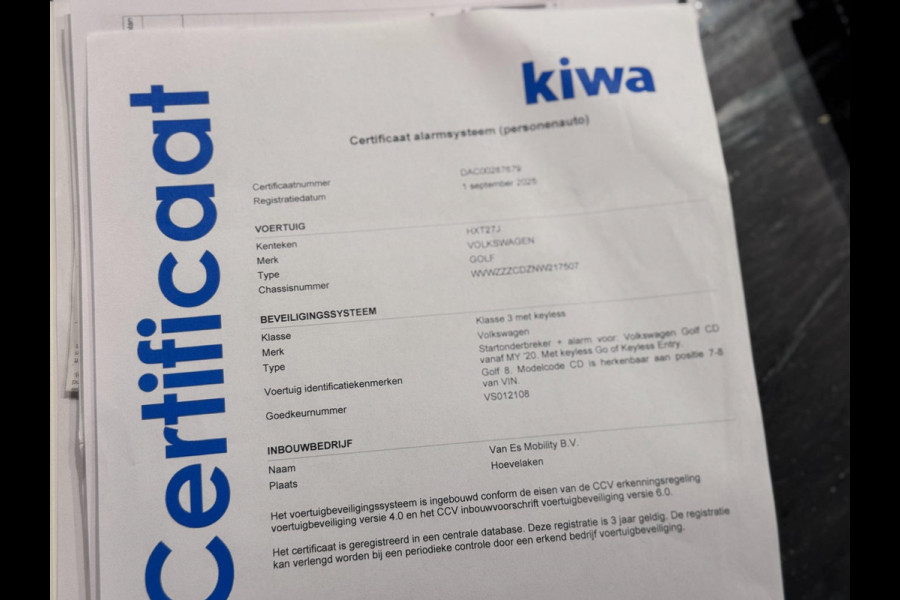 Certificaat
kiwa
Certificaat alarmsysteem (personenauto)
Certificaatnummer DAC00287679
Registratiedatum 1 september 2025
VOERTUIG
Kenteken HXT27J
Merk VOLKSWAGEN
Type GOLF
Chassisnummer WVWZZZCDZNW217507
BEVEILIGINGSSYSTEEM
Klasse Klasse 3 met keyless
Merk Volkswagen
Type Startonderbreker + alarm voor Volkswagen Golf CD
vanaf MY '20. Met keyless Go of Keyless Entry.
Voertuig identificatiekenmerken Golf 8. Modelcode CD is herkenbaar aan positie 7-8
van VIN.
Goedkeurnummer VS012108
INBOUWBEDRIJF
Naam Van Es Mobility B.V.
Plaats Hoevelaken
Het voertuigbeveiligingssysteem is ingebouwd conform de eisen van de CCV erkenningsregeling
voertuigbeveiliging versie 4.0 en het CCV inbouwvoorschrift voertuigbeveiliging versie 6.0.
Het certificaat is geregistreerd in een centrale database. Deze registratie is 3 jaar geldig. De registratie
kan verlengd worden bij een periodieke controle door een erkend bedrijf voertuigbeveiliging.